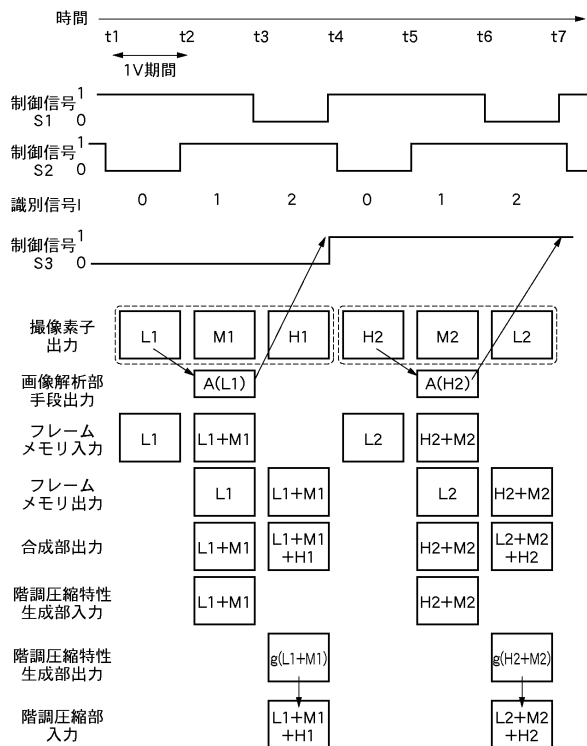 時間
t1 t2 t3 t4 t5 t6 t7
1V期間
制御信号 1
S1 0
制御信号 1
S2 0
識別信号I 0 1 2 0 1 2
制御信号 1
S3 0
撮像素子
出力
L1 M1 H1 H2 M2 L2
画像解析部
手段出力
A(L1) A(H2)
フレーム
メモリ入力
L1 L1+M1 L2 H2+M2
フレーム
メモリ出力
L1 L1+M1 L2 H2+M2
合成部出力
L1+M1 L1+M1
+H1
H2+M2 L2+M2
+H2
階調圧縮特性
生成部入力
L1+M1 H2+M2
階調圧縮特性
生成部出力
g(L1+M1) g(H2+M2)
階調圧縮部
入力
L1+M1
+H1
L2+M2
+H2